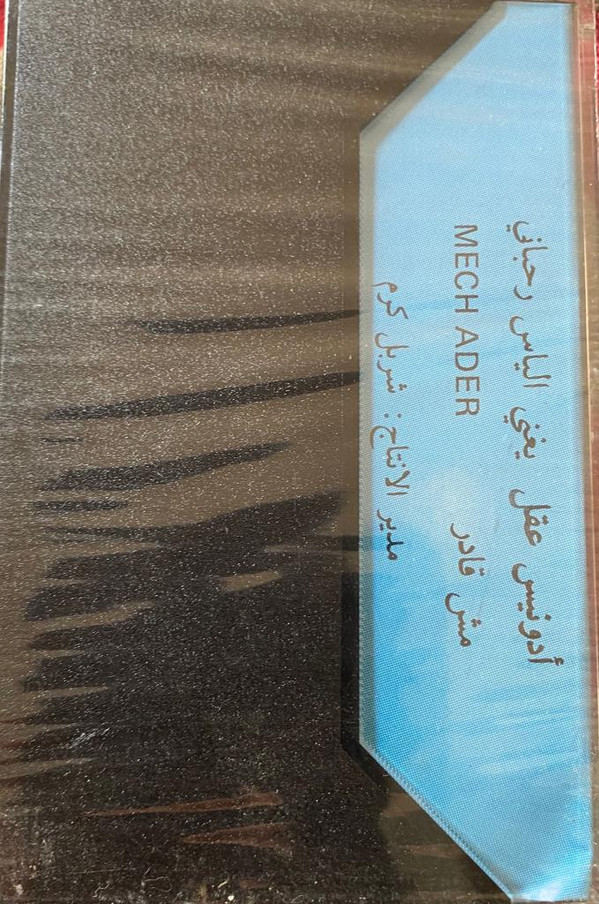 أدونيس عقل يغني الياس رحباني
مش قادر MECH ADER
مدير الانتاج : شربل كرم